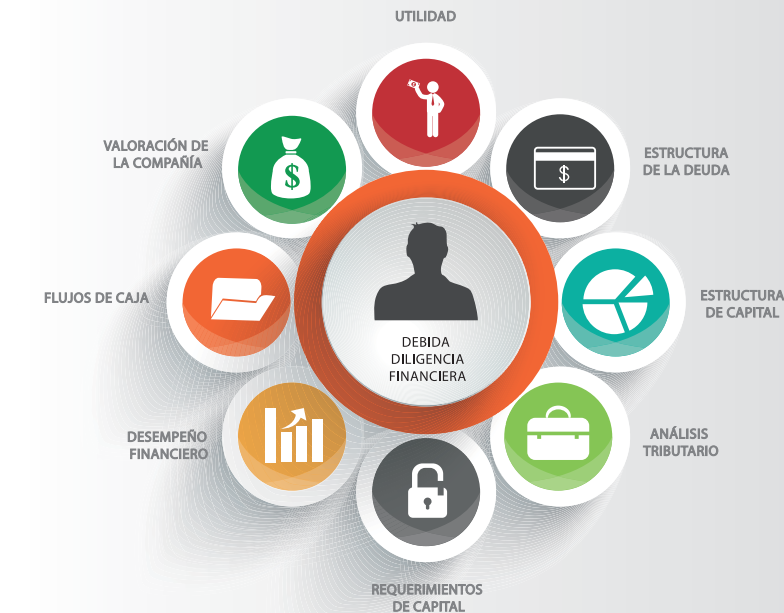 UTILIDAD
VALORACIÓN DE
LA COMPAÑÍA
$
ESTRUCTURA
DE LA DEUDA
$
FLUJOS DE CAJA
DEBIDA
DILIGENCIA
FINANCIERA
ESTRUCTURA
DE CAPITAL
DESEMPEÑO
FINANCIERO
ANÁLISIS
TRIBUTARIO
REQUERIMIENTOS
DE CAPITAL